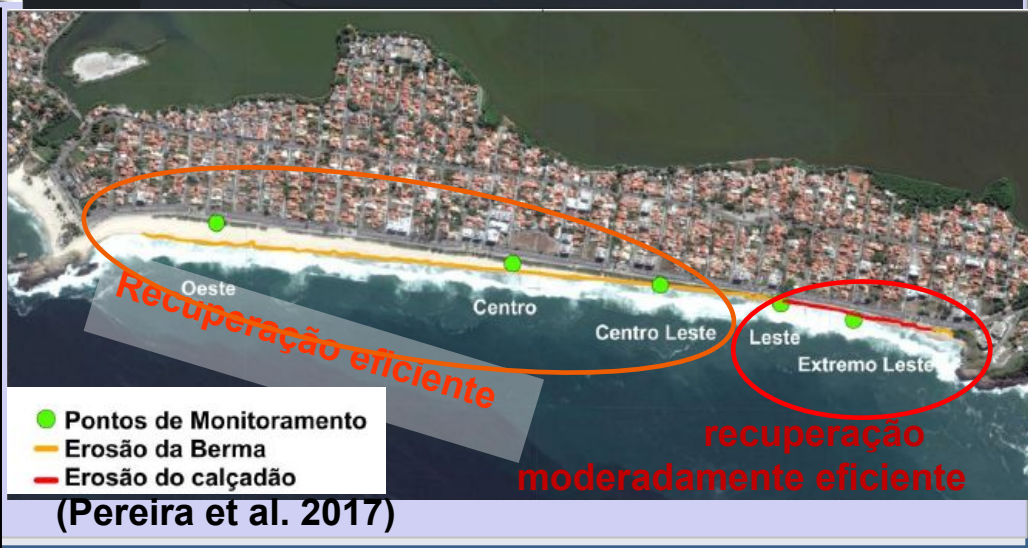 Oeste
Recuperação eficiente
Centro
Centro Leste
Leste
Extremo Leste
recuperação
moderadamente eficiente
Pontos de Monitoramento
Erosão da Berma
Erosão do calçadão
(Pereira et al. 2017)